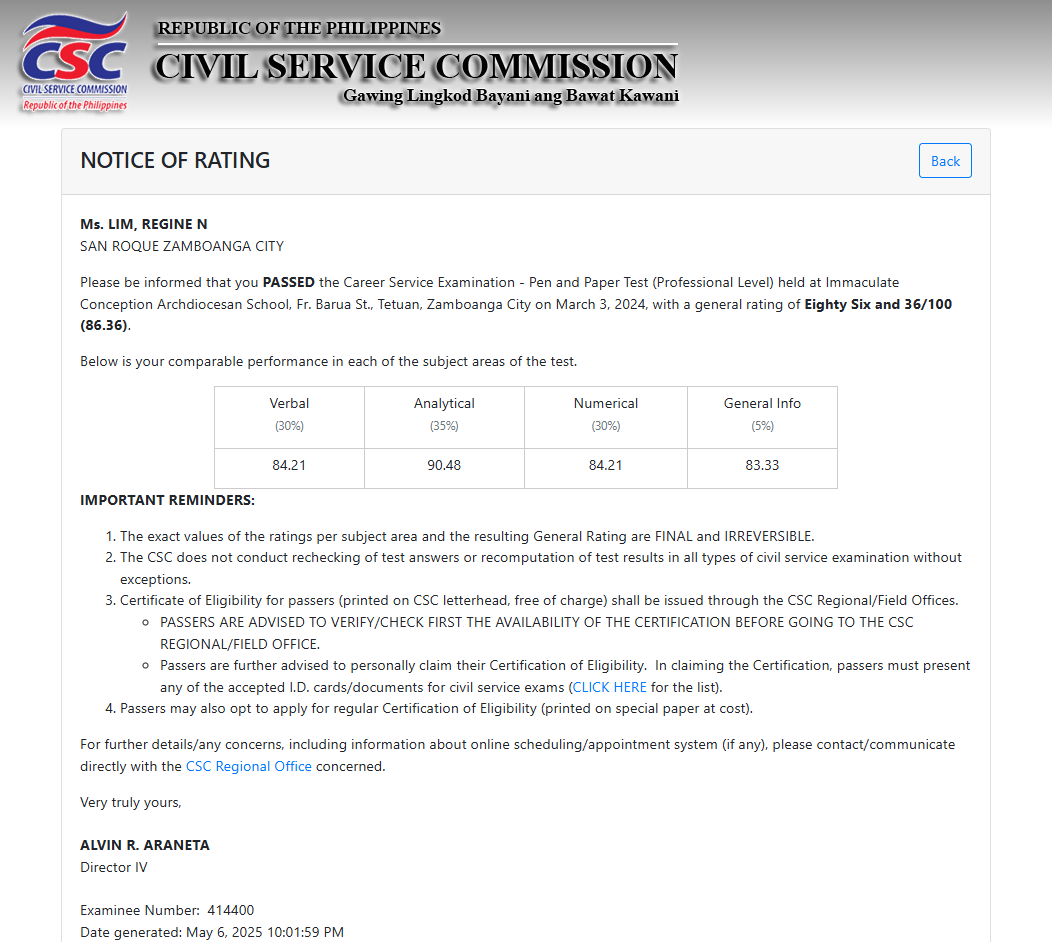 CSC
CIVIL SERVICE COMMISSION
Republic of the Philippines
REPUBLIC OF THE PHILIPPINES
CIVIL SERVICE COMMISSION
Gawing Lingkod Bayani ang Bawat Kawani
NOTICE OF RATING
Back
Ms. LIM, REGINE N
SAN ROQUE ZAMBOANGA CITY
Please be informed that you PASSED the Career Service Examination - Pen and Paper Test (Professional Level) held at Immaculate
Conception Archdiocesan School, Fr. Barua St., Tetuan, Zamboanga City on March 3, 2024, with a general rating of Eighty Six and 36/100
(86.36).
Below is your comparable performance in each of the subject areas of the test.
Verbal Analytical Numerical General Info
(30%) (35%) (30%) (5%)
84.21 90.48 84.21 83.33
IMPORTANT REMINDERS:
1. The exact values of the ratings per subject area and the resulting General Rating are FINAL and IRREVERSIBLE.
2. The CSC does not conduct rechecking of test answers or recomputation of test results in all types of civil service examination without
exceptions.
3. Certificate of Eligibility for passers (printed on CSC letterhead, free of charge) shall be issued through the CSC Regional/Field Offices.
○ PASSERS ARE ADVISED TO VERIFY/CHECK FIRST THE AVAILABILITY OF THE CERTIFICATION BEFORE GOING TO THE CSC
REGIONAL/FIELD OFFICE.
○ Passers are further advised to personally claim their Certification of Eligibility. In claiming the Certification, passers must present
any of the accepted I.D. cards/documents for civil service exams (CLICK HERE for the list).
4. Passers may also opt to apply for regular Certification of Eligibility (printed on special paper at cost).
For further details/any concerns, including information about online scheduling/appointment system (if any), please contact/communicate
directly with the CSC Regional Office concerned.
Very truly yours,
ALVIN R. ARANETA
Director IV
Examinee Number: 414400
Date generated: May 6, 2025 10:01:59 PM